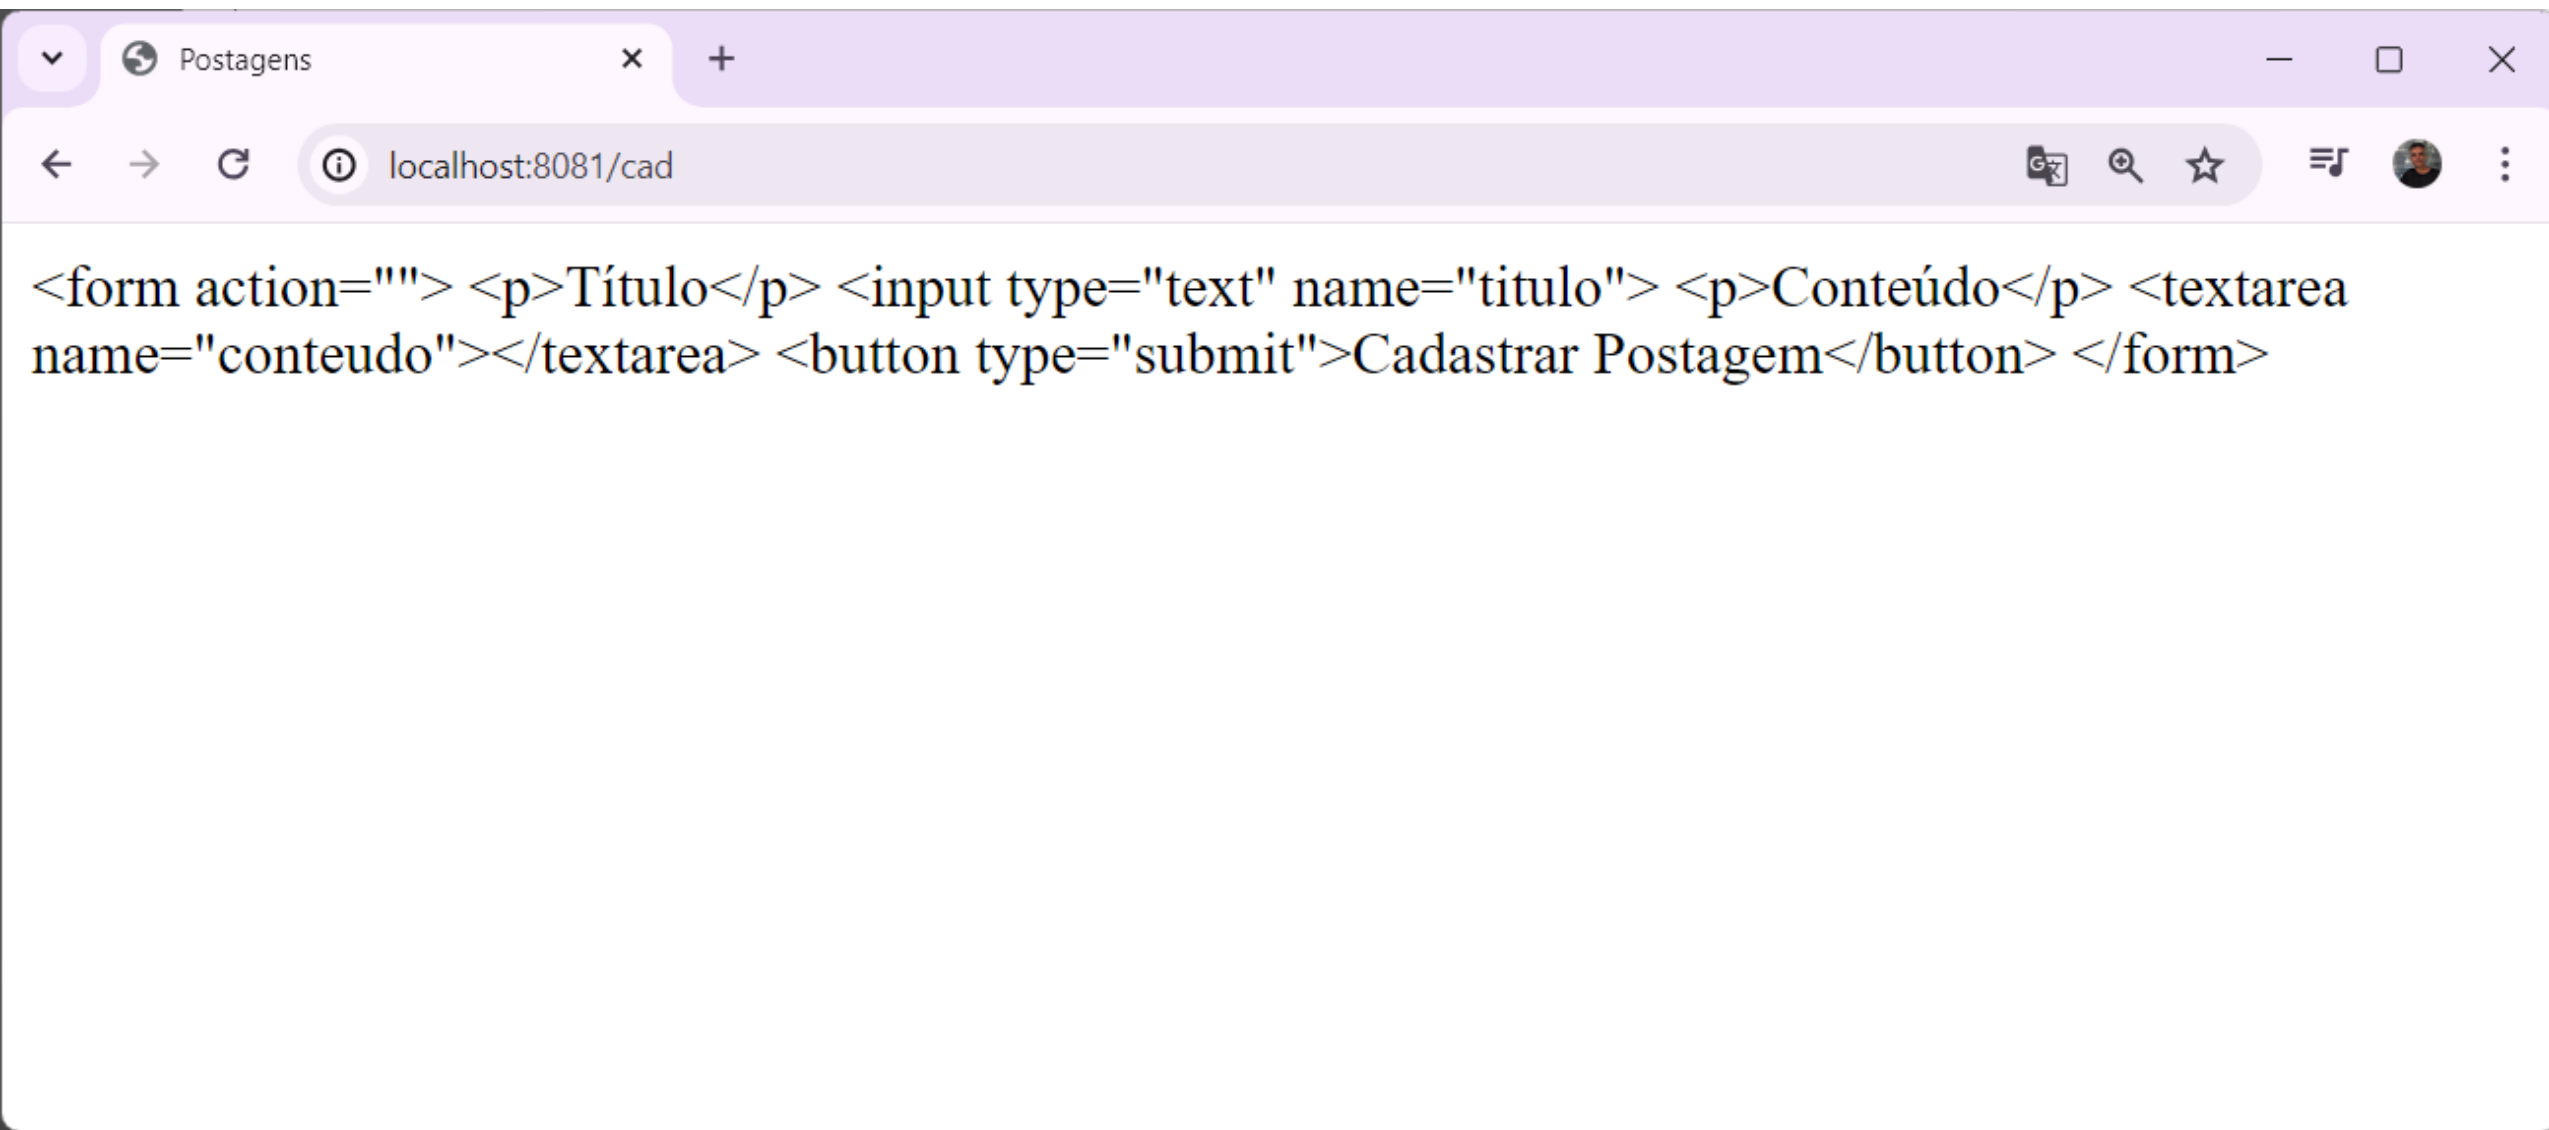 Postagens
localhost:8081/cad
<form action=""> <p>Título</p> <input type="text" name="titulo"> <p>Conteúdo</p> <textarea
name="conteudo"></textarea> <button type="submit">Cadastrar Postagem</button> </form>